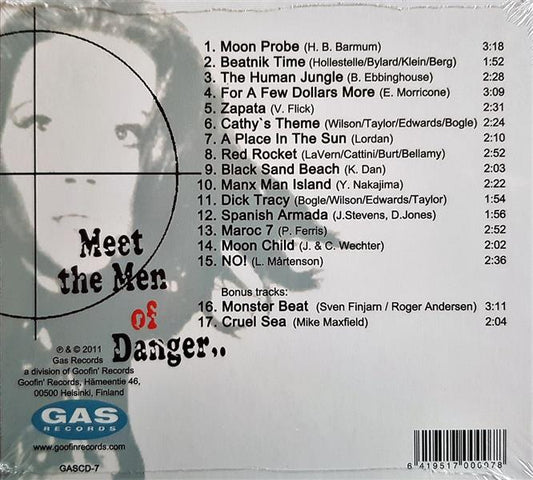 1. Moon Probe (H. B. Barmum) 3:18
2. Beatnik Time (Hollestelle/Bylard/Klein/Berg) 1:52
3. The Human Jungle (B. Ebbinghouse) 2:28
4. For A Few Dollars More (E. Morricone) 3:09
5. Zapata (V. Flick) 2:31
6. Cathy`s Theme (Wilson/Taylor/Edwards/Bogle) 2:24
7. A Place In The Sun (Lordan) 2:10
8. Red Rocket (LaVern/Cattini/Burt/Bellamy) 2:52
9. Black Sand Beach (K. Dan) 2:03
10. Manx Man Island (Y. Nakajima) 2:22
11. Dick Tracy (Bogle/Wilson/Edwards/Taylor) 1:54
12. Spanish Armada (J.Stevens, D.Jones) 1:56
13. Maroc 7 (P. Ferris) 2:52
14. Moon Child (J. & C. Wechter) 2:02
15. NO! (L. Mårtenson) 2:36
Bonus tracks:
16. Monster Beat (Sven Finjarn / Roger Andersen) 3:11
17. Cruel Sea (Mike Maxfield) 2:04
Meet
the Men
of
Danger..
℗ & © 2011
Gas Records
a division of Goofin' Records
Goofin' Records, Hämeentie 46,
00500 Helsinki, Finland
GAS
RECORDS
www.goofinrecords.com
GASCD-7
6 419517 000078